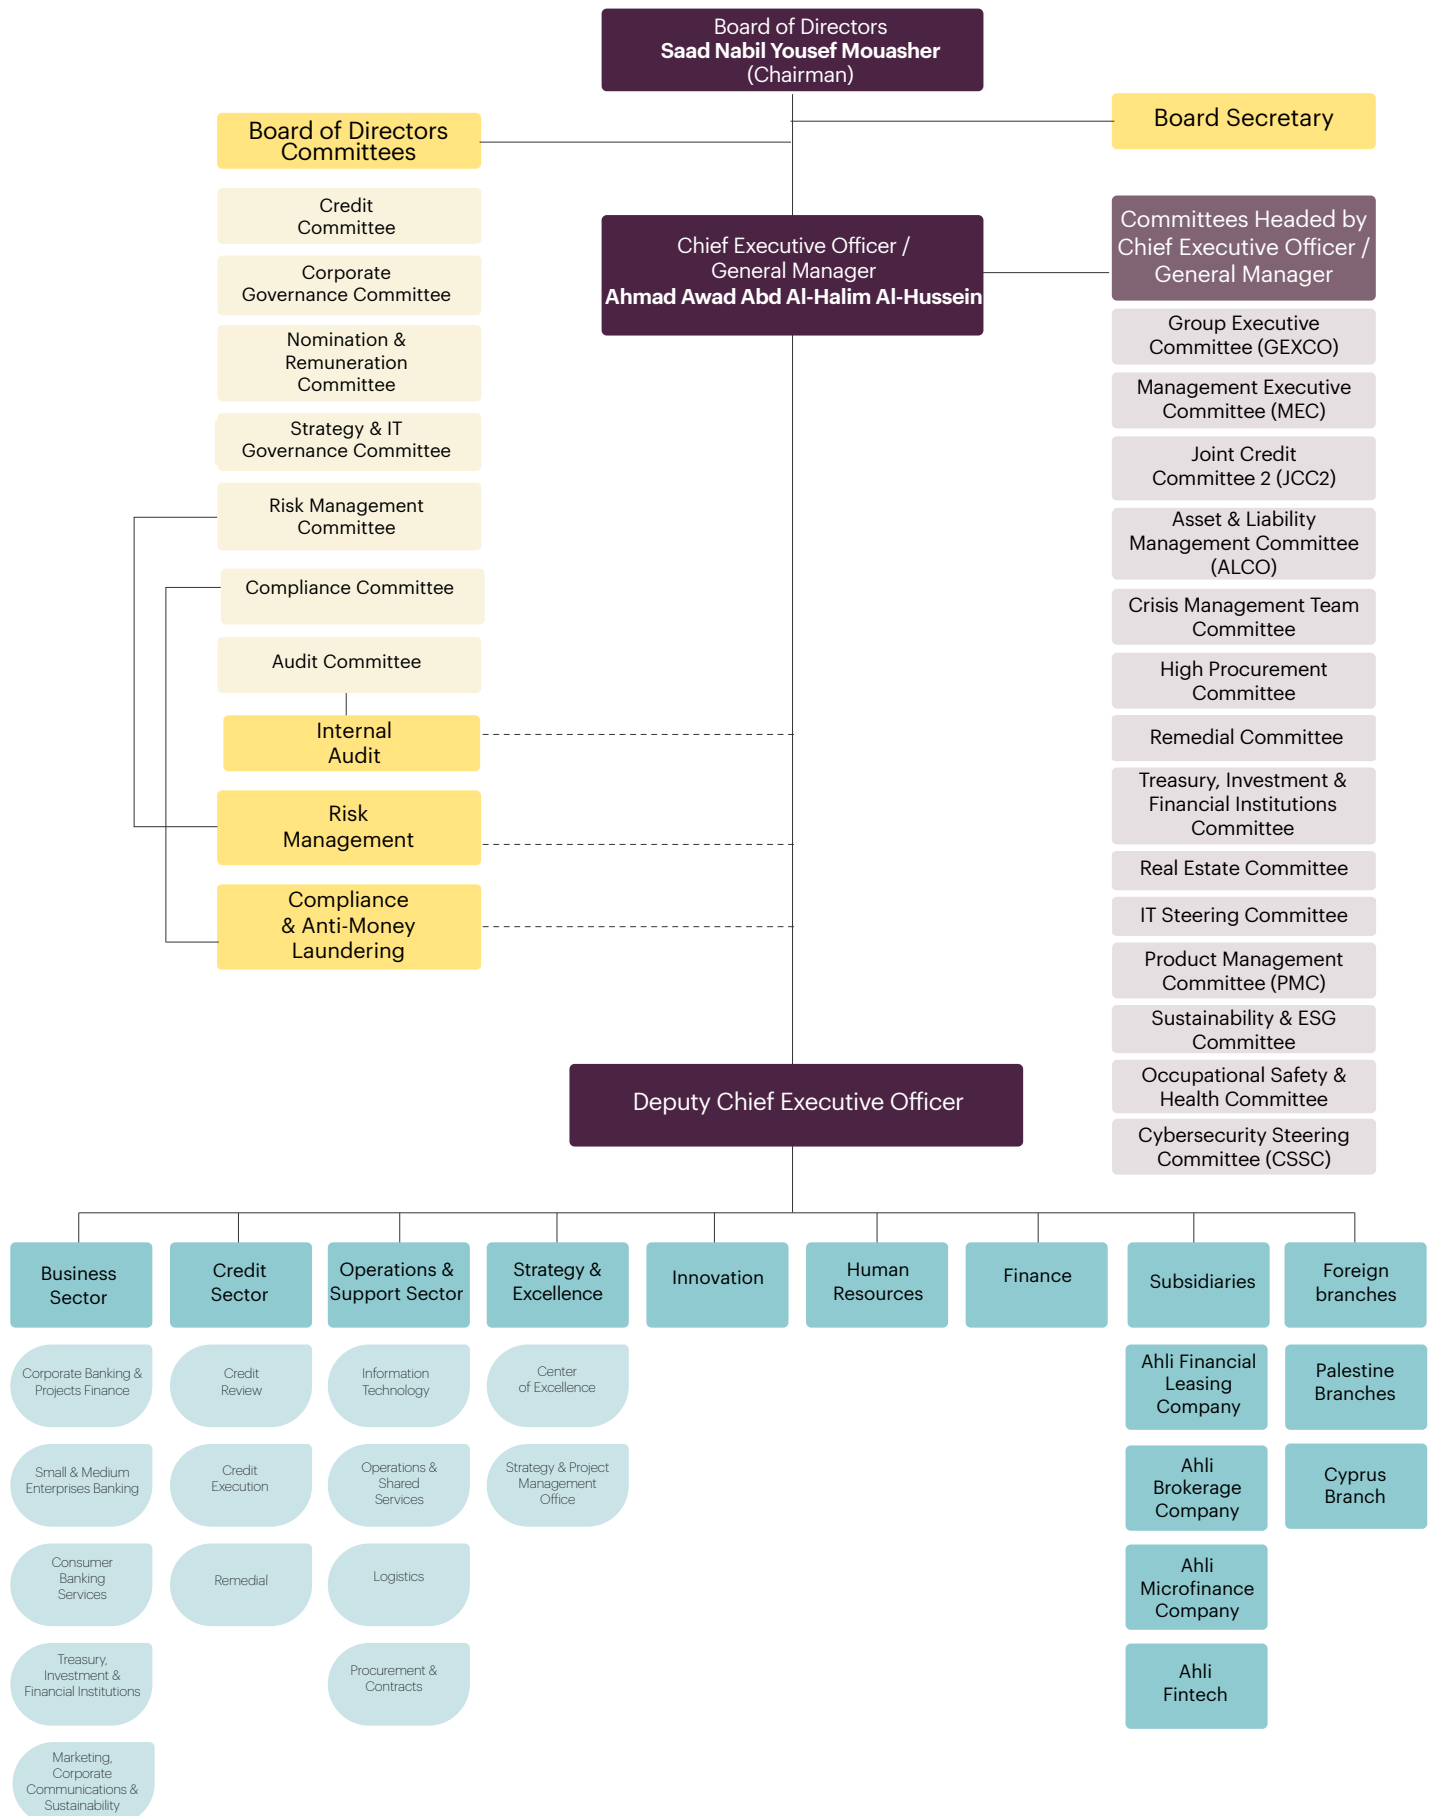 Board of Directors
Saad Nabil Yousef Mouasher
(Chairman)
Board Secretary
Board of Directors
Committees
Credit
Committee
Corporate
Governance Committee
Nomination &
Remuneration
Committee
Strategy & IT
Governance Committee
Risk Management
Committee
Compliance Committee
Audit Committee
Internal
Audit
Risk
Management
Compliance
& Anti-Money
Laundering
Chief Executive Officer /
General Manager
Ahmad Awad Abd Al-Halim Al-Hussein
Committees Headed by
Chief Executive Officer /
General Manager
Group Executive
Committee (GEXCO)
Management Executive
Committee (MEC)
Joint Credit
Committee 2 (JCC2)
Asset & Liability
Management Committee
(ALCO)
Crisis Management Team
Committee
High Procurement
Committee
Remedial Committee
Treasury, Investment &
Financial Institutions
Committee
Real Estate Committee
IT Steering Committee
Product Management
Committee (PMC)
Sustainability & ESG
Committee
Occupational Safety &
Health Committee
Cybersecurity Steering
Committee (CSSC)
Deputy Chief Executive Officer
Business
Sector
Corporate Banking &
Projects Finance
Small & Medium
Enterprises Banking
Consumer
Banking
Services
Treasury,
Investment &
Financial Institutions
Marketing,
Corporate
Communications &
Sustainability
Credit
Sector
Credit
Review
Credit
Execution
Remedial
Operations &
Support Sector
Information
Technology
Operations &
Shared
Services
Logistics
Procurement &
Contracts
Strategy &
Excellence
Center
of Excellence
Strategy & Project
Management
Office
Innovation
Human
Resources
Finance
Subsidiaries
Ahli Financial
Leasing
Company
Ahli
Brokerage
Company
Ahli
Microfinance
Company
Ahli
Fintech
Foreign
branches
Palestine
Branches
Cyprus
Branch